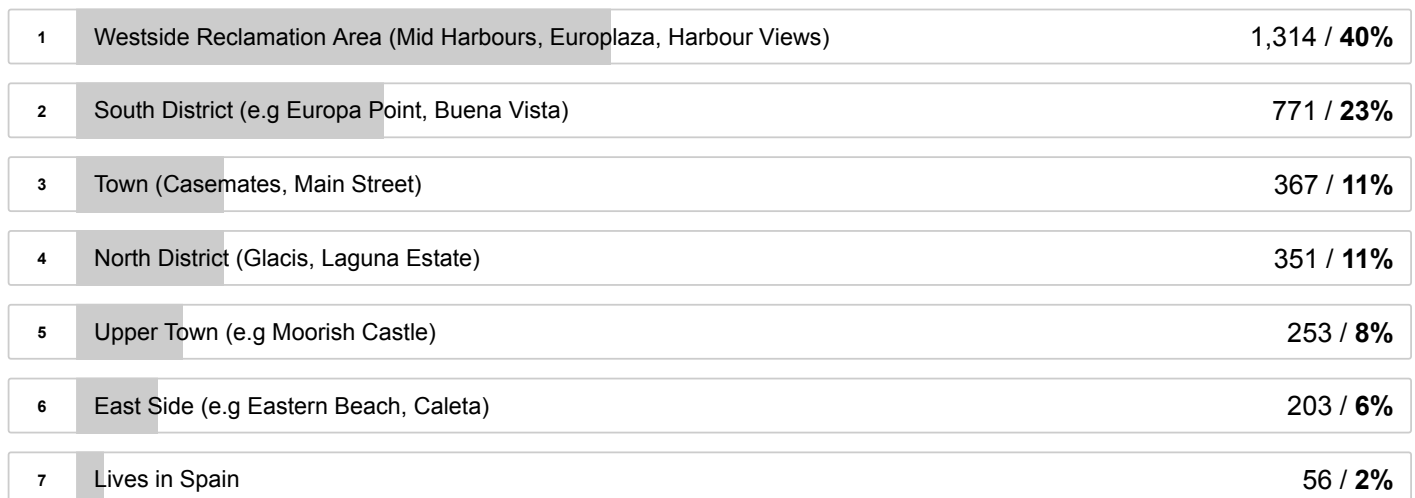 1 Westside Reclamation Area (Mid Harbours, Europlaza, Harbour Views) 1,314 / 40%
2 South District (e.g Europa Point, Buena Vista) 771 / 23%
3 Town (Casemates, Main Street) 367 / 11%
4 North District (Glacis, Laguna Estate) 351 / 11%
5 Upper Town (e.g Moorish Castle) 253 / 8%
6 East Side (e.g Eastern Beach, Caleta) 203 / 6%
7 Lives in Spain 56 / 2%